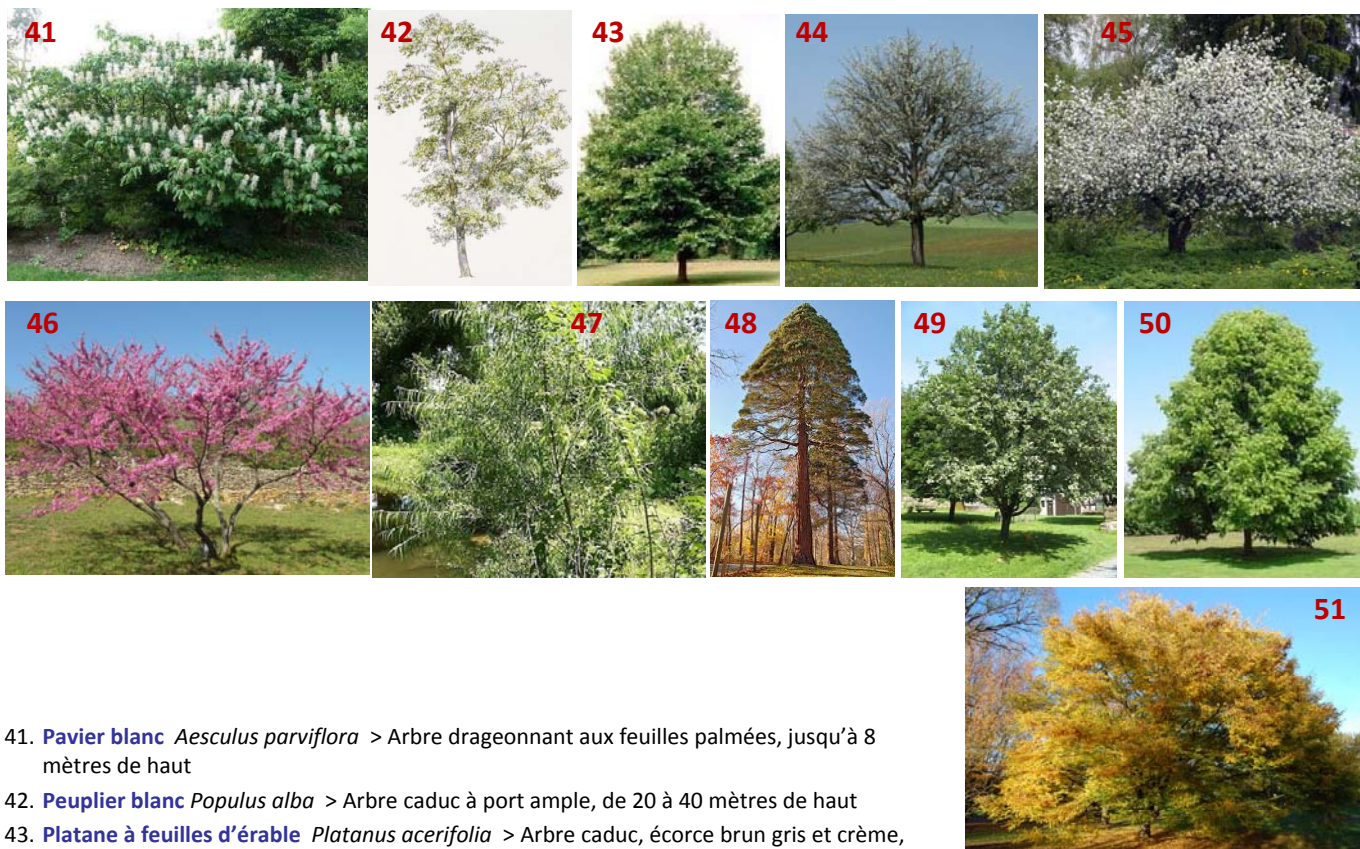 41 42 43 44 45
46 47 48 49 50
51
41. Pavier blanc Aesculus parviflora > Arbre drageonnant aux feuilles palmées, jusqu'à 8
mètres de haut
42. Peuplier blanc Populus alba > Arbre caduc à port ample, de 20 à 40 mètres de haut
43. Platane à feuilles d'érable Platanus acerifolia > Arbre caduc, écorce brun gris et crème,